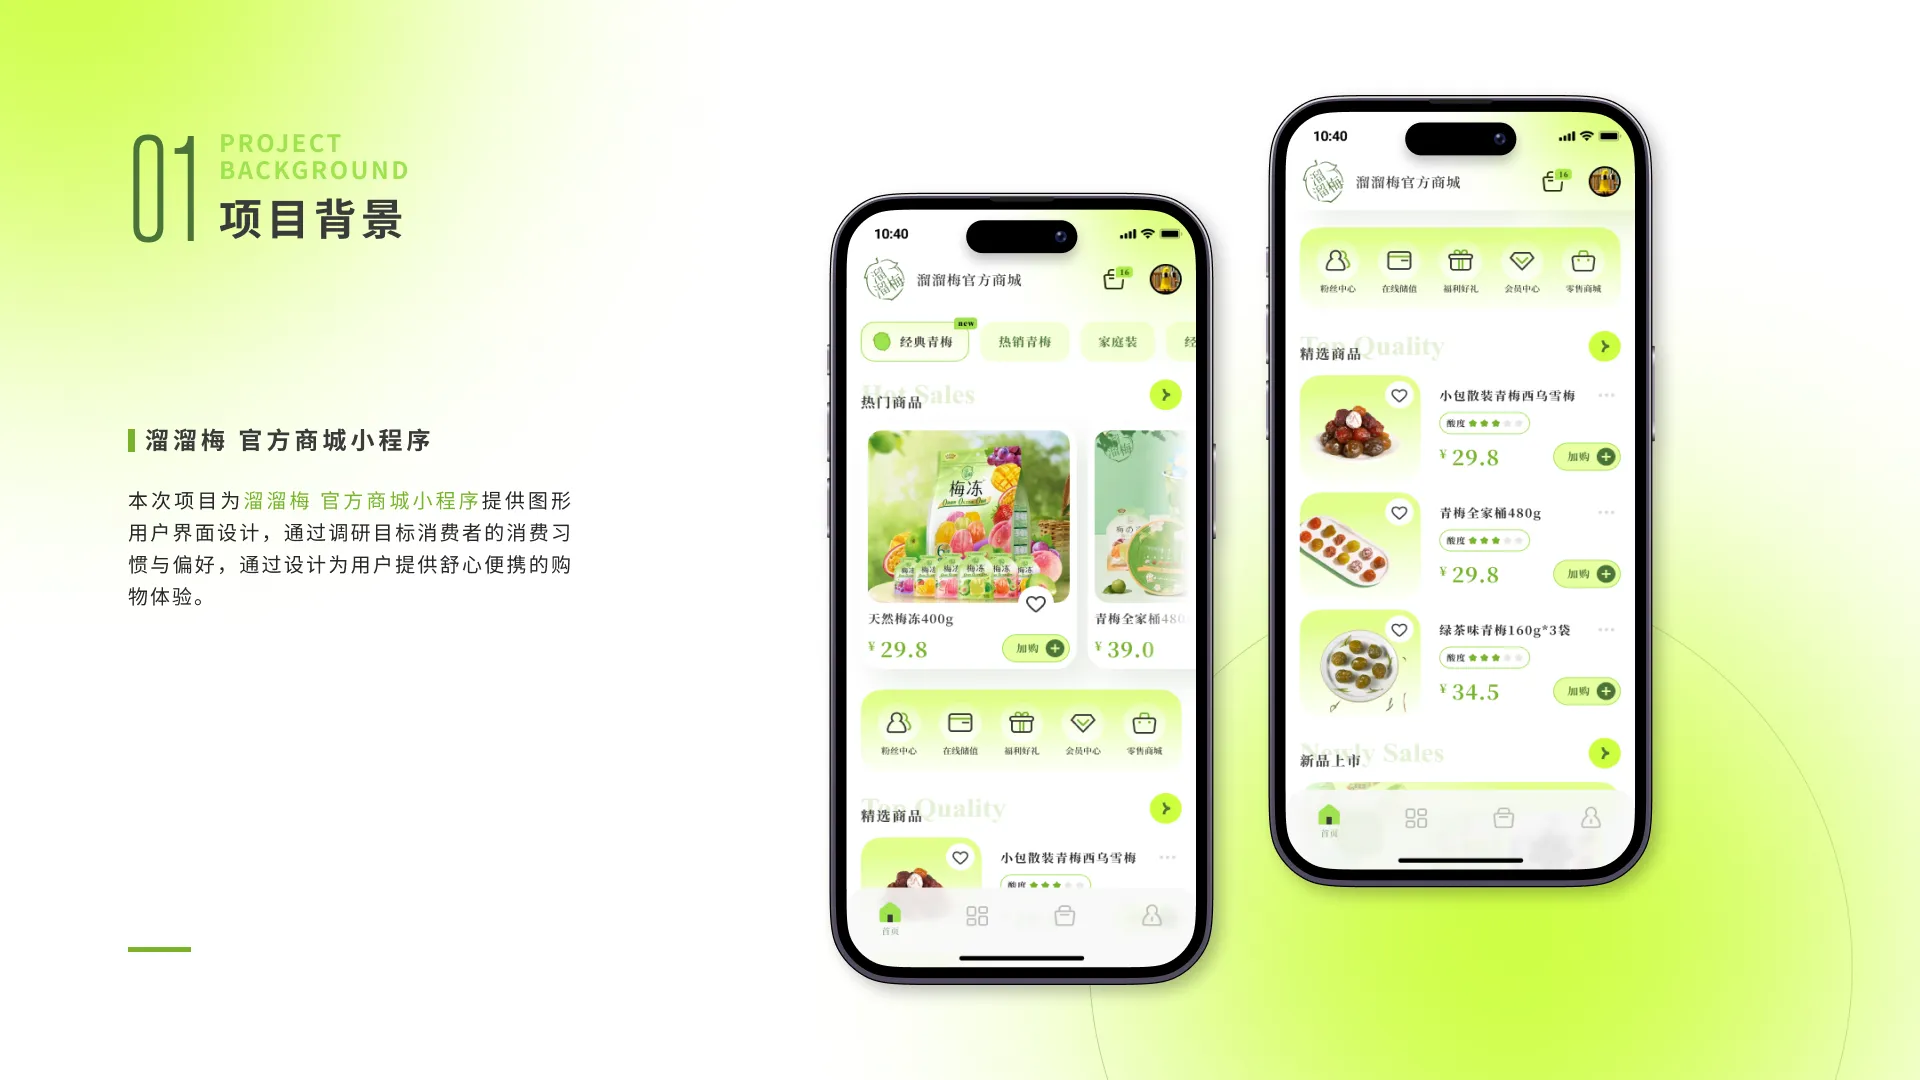 01
PROJECT
BACKGROUND
项目背景
溜溜梅 官方商城小程序
本次项目为溜溜梅 官方商城小程序提供图形
用户界面设计，通过调研目标消费者的消费习
惯与偏好，通过设计为用户提供舒心便携的购
物体验。
10:40
溜溜梅
溜溜梅官方商城
16
new
经典青梅
热销青梅
家庭装
经
Hot Sales
热门商品
梅冻
天然梅冻400g
¥ 29.8
加购
青梅全家桶480
¥ 39.0
粉丝中心
在线储值
福利好礼
会员中心
零售商城
Top Quality
精选商品
小包散装青梅西乌雪梅
酸度
首页
10:40
溜溜梅
溜溜梅官方商城
16
粉丝中心
在线储值
福利好礼
会员中心
零售商城
Top Quality
精选商品
小包散装青梅西乌雪梅
酸度
¥ 29.8
加购
青梅全家桶480g
酸度
¥ 29.8
加购
绿茶味青梅160g*3袋
酸度
¥ 34.5
加购
Newly Sales
新品上市
首页